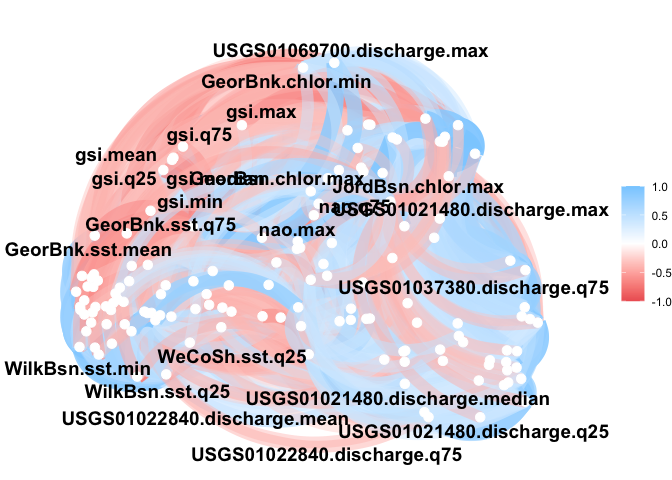 USGS01069700.discharge.max
GeorBnk.chlor.min
gsi.max
gsi.q75
gsi.mean
gsi.q25
GeorBsn.chlor.max
JordBsn.chlor.max
gsi.min
nao.q75
USGS01021480.discharge.max
GeorBnk.sst.q75
nao.max
GeorBnk.sst.mean
USGS01037380.discharge.q75
WeCoSh.sst.q25
WilkBsn.sst.min
WilkBsn.sst.q25
USGS01021480.discharge.median
USGS01022840.discharge.mean
USGS01021480.discharge.q25
USGS01022840.discharge.q75
1.0
0.5
0.0
-0.5
-1.0